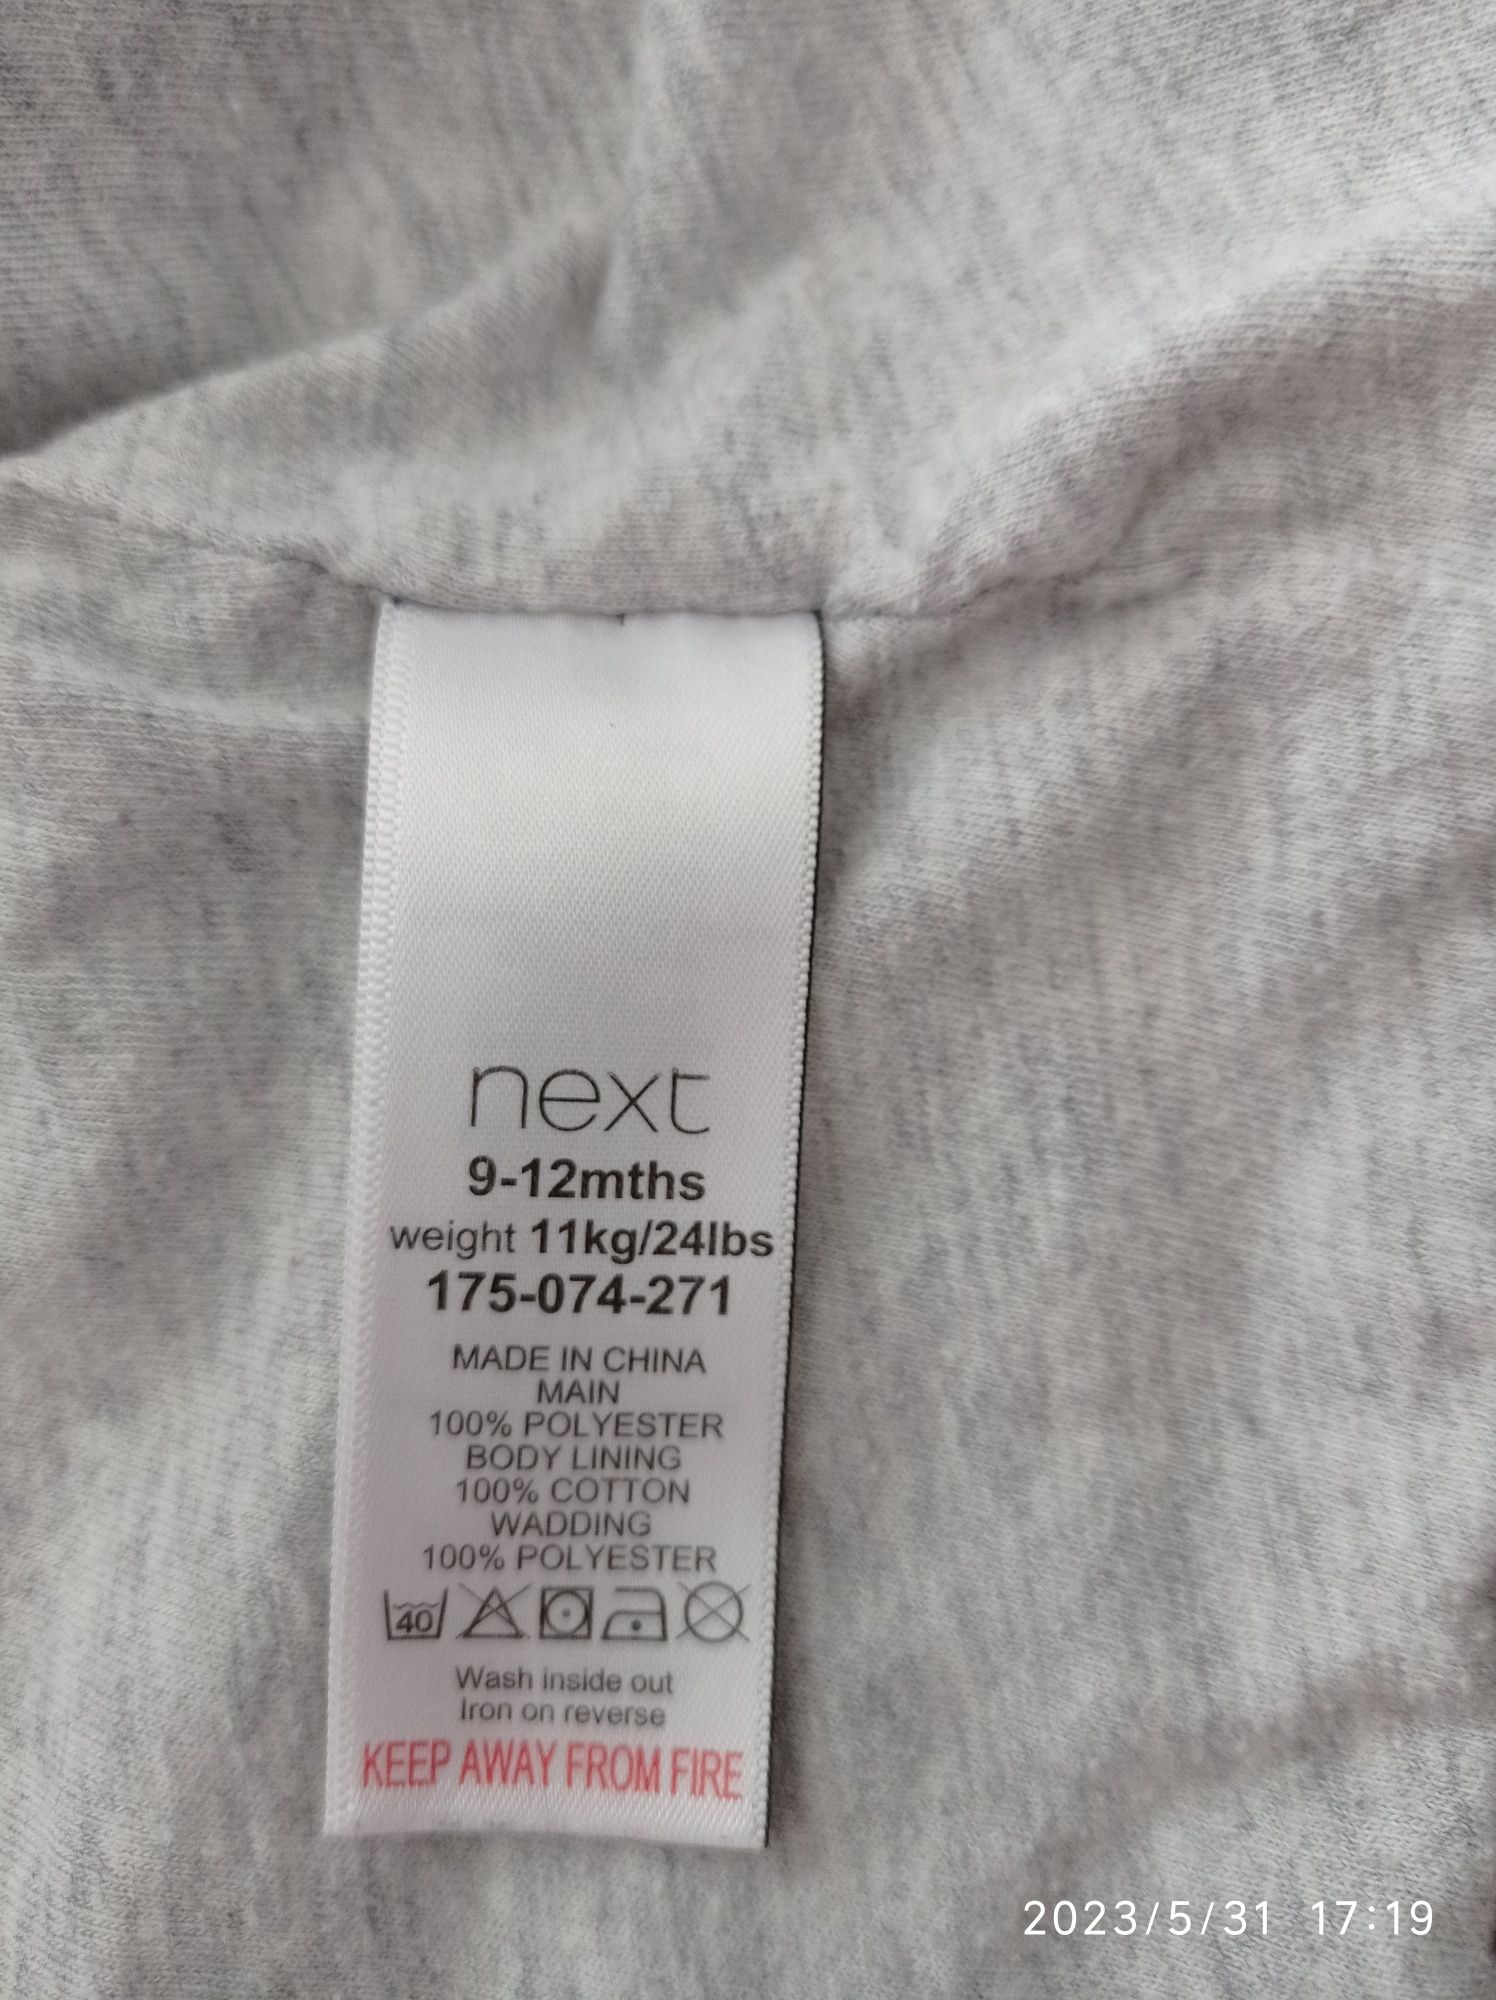 next
9-12mths
weight 11kg/24lbs
175-074-271
MADE IN CHINA
MAIN
100% POLYESTER
BODY LINING
100% COTTON
WADDING
100% POLYESTER
40
Wash inside out
Iron on reverse
KEEP AWAY FROM FIRE
2023/5/31 17:19